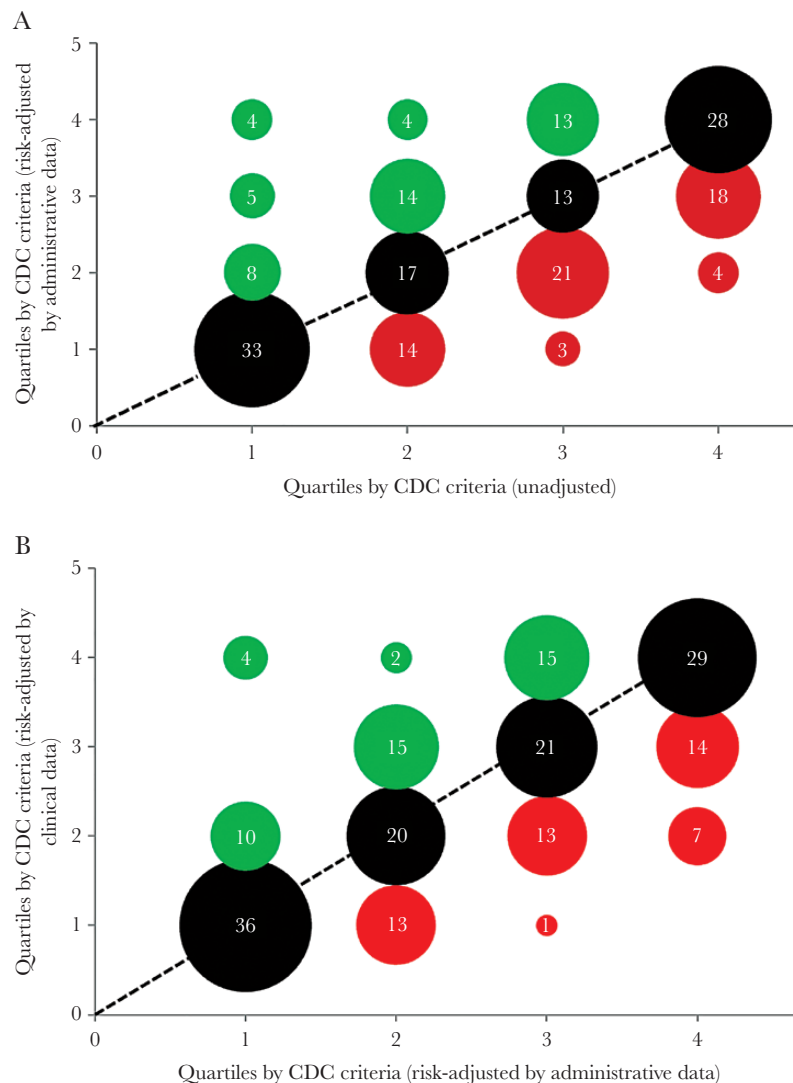 A
Quartiles by CDC criteria (risk-adjusted
by administrative data)
5
4
3
2
1
0
4 4 13 28
5 14 13 18
8 17 21 4
33 14 3
0 1 2 3 4
Quartiles by CDC criteria (unadjusted)
B
Quartiles by CDC criteria (risk-adjusted by
clinical data)
5
4
3
2
1
0
4 2 15 29
15 21 14
10 20 13 7
36 13 1
0 1 2 3 4
Quartiles by CDC criteria (risk-adjusted by administrative data)